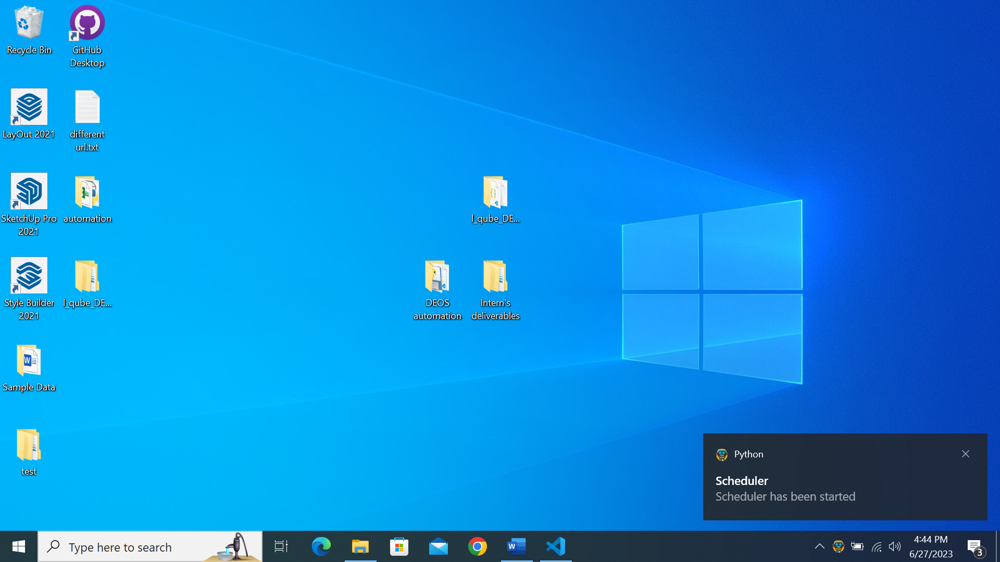 Recycle Bin
GitHub
Desktop
LayOut 2021
different
url.txt
SketchUp Pro
2021
automation
l_qube_DE...
Style Builder
2021
l_qube_DE...
DEOS
automation
Intern's
deliverables
Sample Data
test
Python
Scheduler
Scheduler has been started
Type here to search
4:44 PM
6/27/2023
3